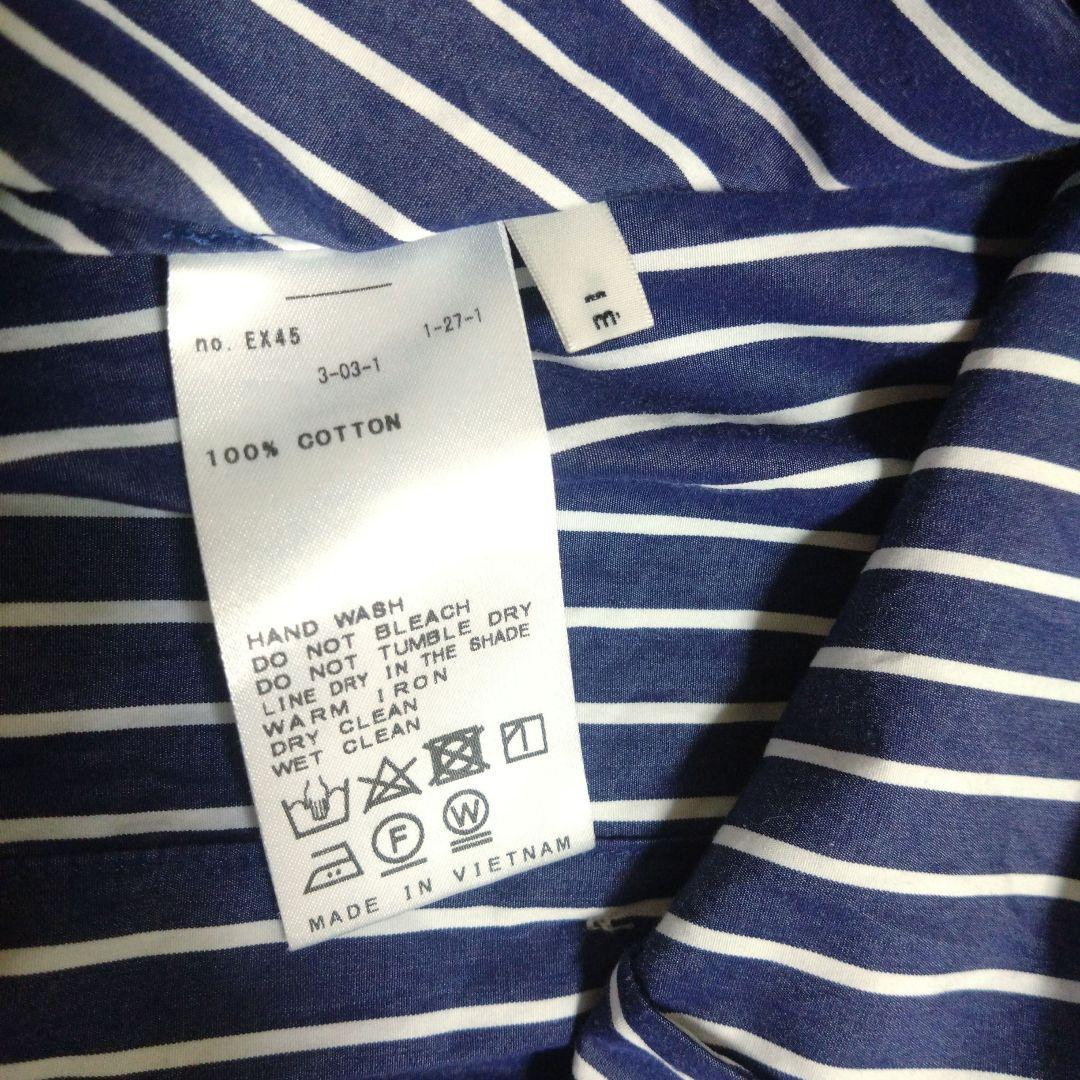 no. EX45
1-27-1
3-03-1
100% COTTON
HAND WASH
DO NOT BLEACH
DO NOT TUMBLE DRY
LINE DRY IN THE SHADE
WARM IRON
DRY CLEAN
WET CLEAN
F
W
MADE IN VIETNAM